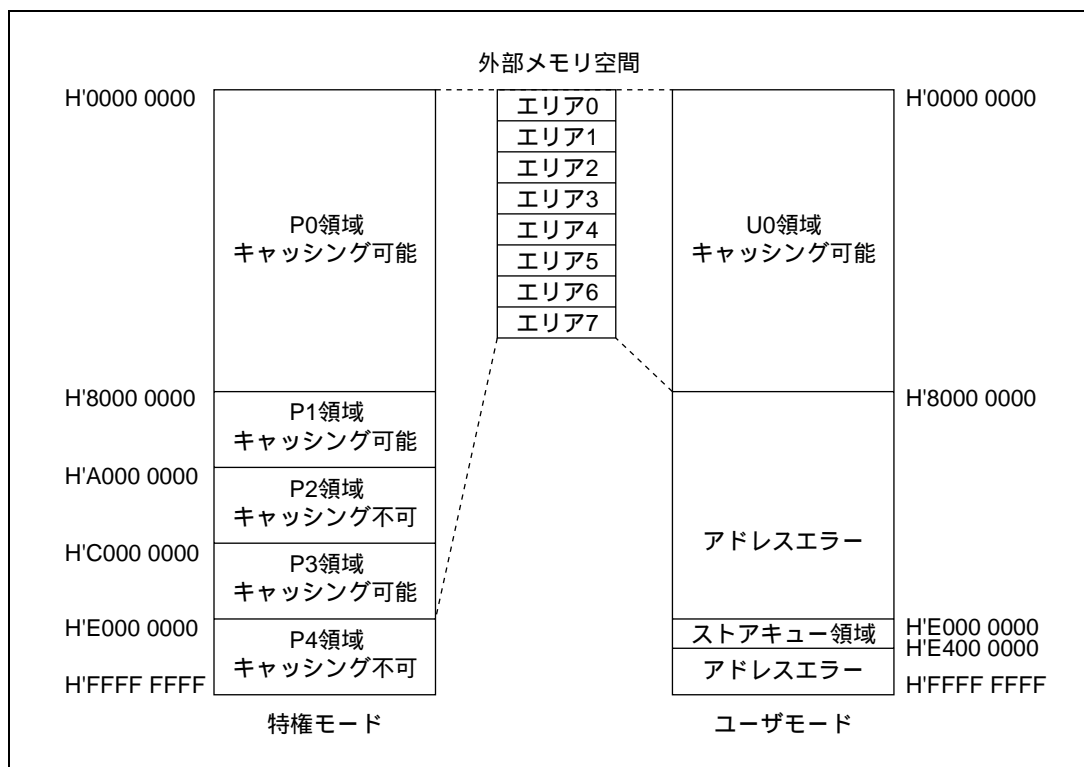 外部メモリ空間
H'0000 0000
P0領域
キャッシング可能
H'8000 0000
P1領域
キャッシング可能
H'A000 0000
P2領域
キャッシング不可
H'C000 0000
P3領域
キャッシング可能
H'E000 0000
P4領域
キャッシング不可
H'FFFF FFFF
特権モード
エリア0
エリア1
エリア2
エリア3
エリア4
エリア5
エリア6
エリア7
H'0000 0000
U0領域
キャッシング可能
H'8000 0000
アドレスエラー
ストアキュー領域
H'E000 0000
H'E400 0000
アドレスエラー
H'FFFF FFFF
ユーザモード